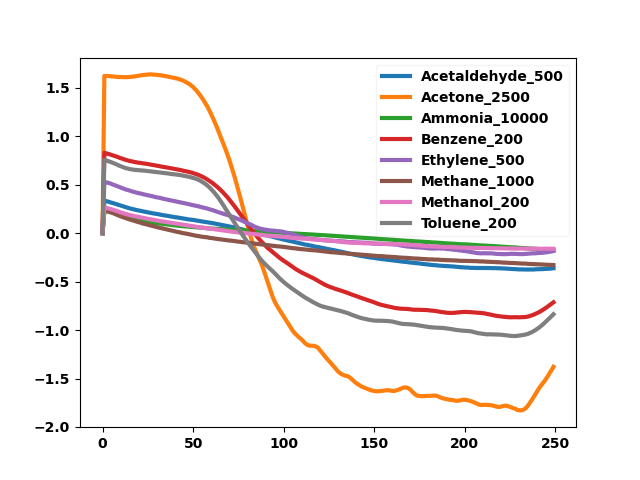 1.5
1.0
0.5
0.0
−0.5
−1.0
−1.5
−2.0
0 50 100 150 200 250
Acetaldehyde_500
Acetone_2500
Ammonia_10000
Benzene_200
Ethylene_500
Methane_1000
Methanol_200
Toluene_200